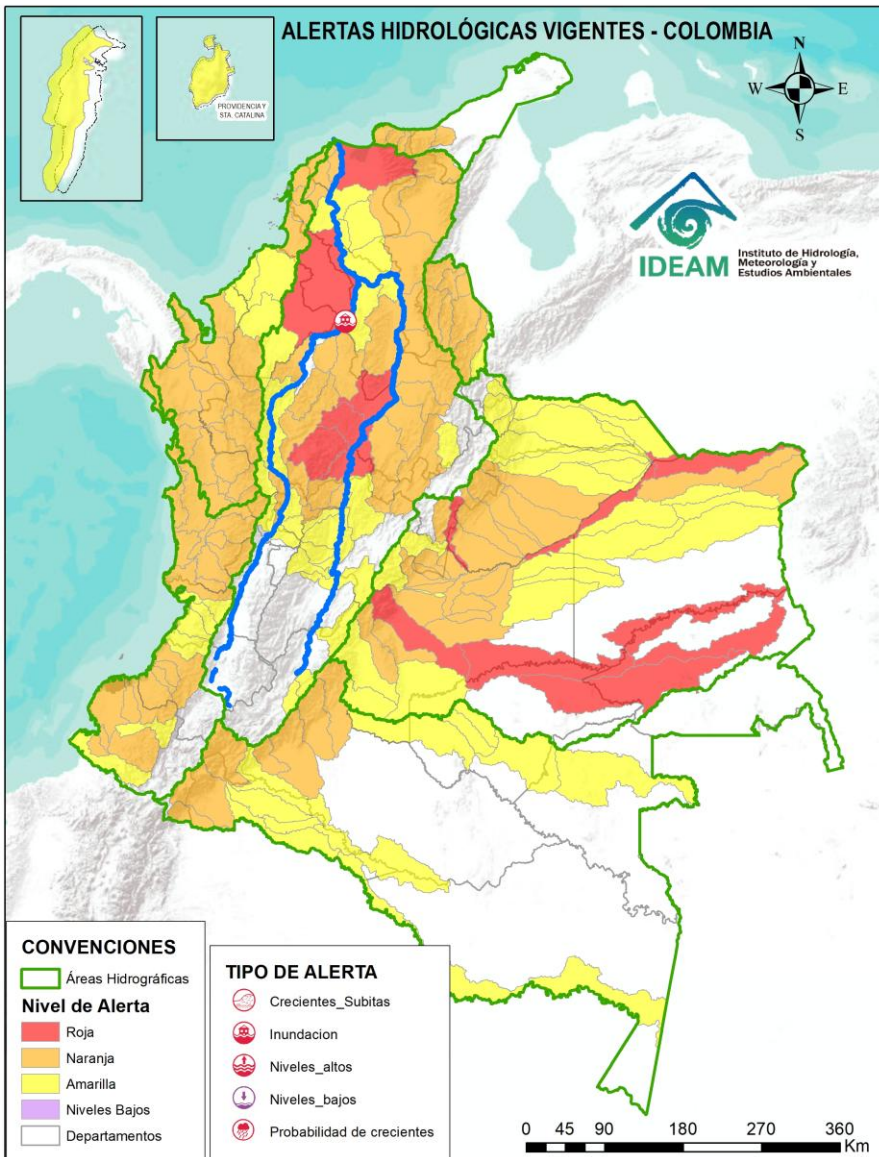 ALERTAS HIDROLÓGICAS VIGENTES - COLOMBIA
PROVIDENCIA Y
STA. CATALINA
N
W
E
S
IDEAM
Instituto de Hidrología,
Meteorología y
Estudios Ambientales
CONVENCIONES
Áreas Hidrográficas
Nivel de Alerta
Roja
Naranja
Amarilla
Niveles Bajos
Departamentos
TIPO DE ALERTA
Crecientes_Subitas
Inundacion
Niveles_altos
Niveles_bajos
Probabilidad de crecientes
0 45 90 180 270 360
Km